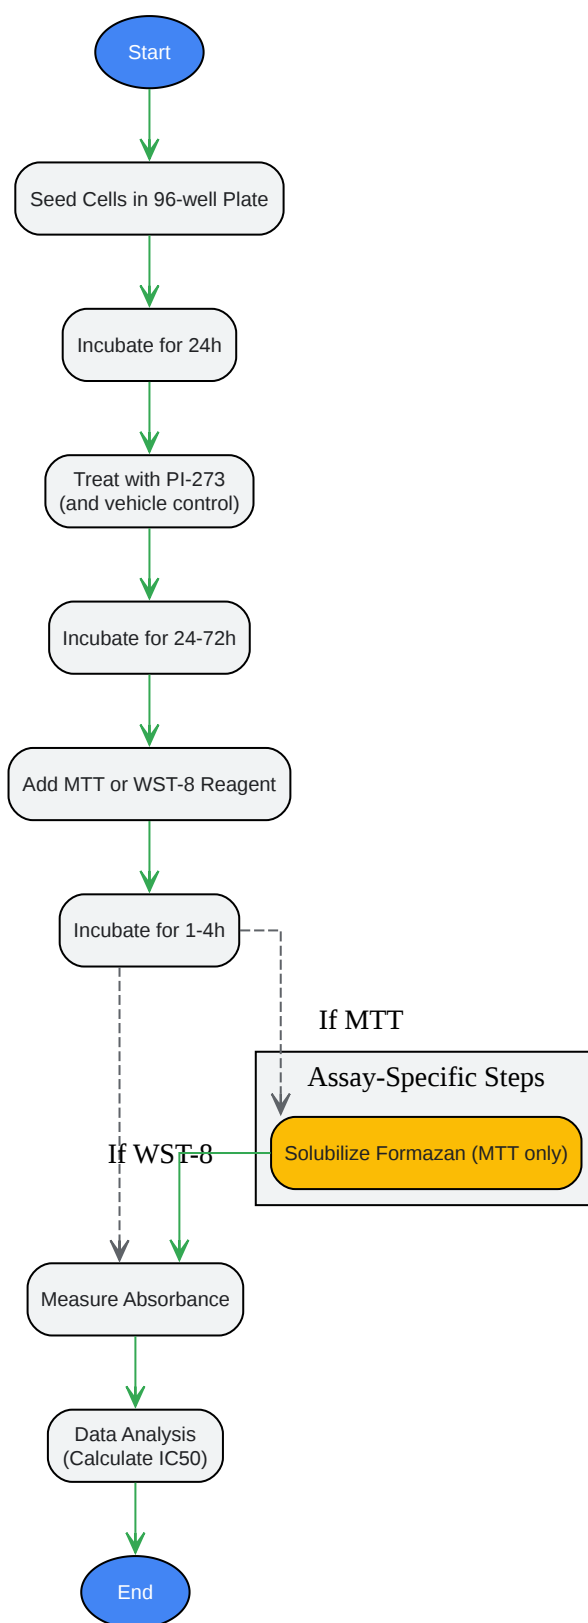 Start
Seed Cells in 96-well Plate
Incubate for 24h
Treat with PI-273
(and vehicle control)
Incubate for 24-72h
Add MTT or WST-8 Reagent
Incubate for 1-4h
If MTT
Assay-Specific Steps
Solubilize Formazan (MTT only)
If WST-8
Measure Absorbance
Data Analysis
(Calculate IC50)
End